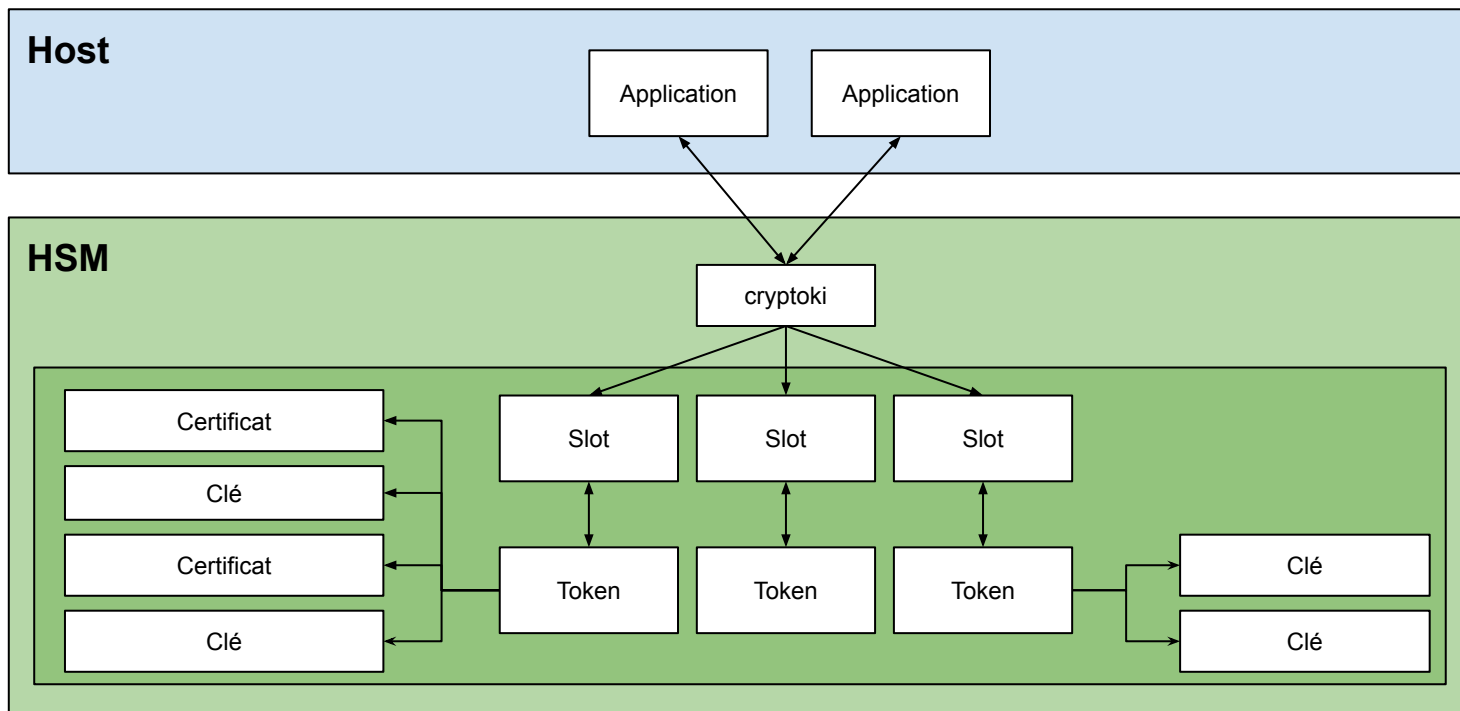 Host
Application
Application
HSM
cryptoki
Certificat
Slot
Slot
Slot
Clé
Certificat
Token
Token
Token
Clé
Clé
Clé